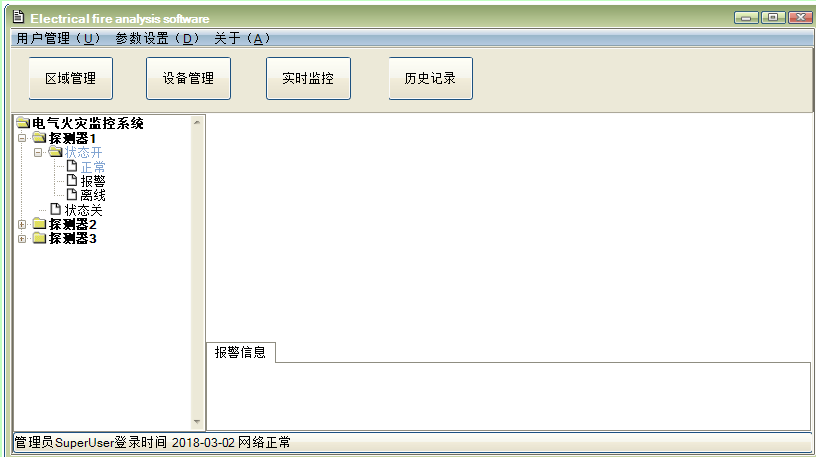 Electrical fire analysis software
用户管理（U） 参数设置（D） 关于（A）
区域管理 设备管理 实时监控 历史记录
电气火灾监控系统
探测器1
状态开
正常
报警
离线
状态关
探测器2
探测器3
报警信息
管理员SuperUser登录时间 2018-03-02 网络正常